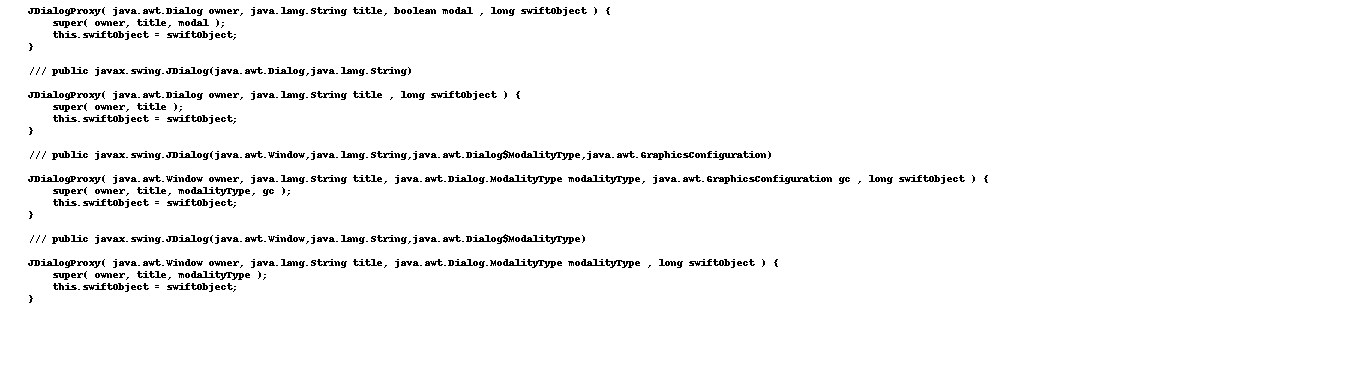 JDialogProxy( java.awt.Dialog owner, java.lang.String title, boolean modal , long swiftObject ) {
super( owner, title, modal );
this.swiftObject = swiftObject;
}
/// public javax.swing.JDialog(java.awt.Dialog,java.lang.String)
JDialogProxy( java.awt.Dialog owner, java.lang.String title , long swiftObject ) {
super( owner, title );
this.swiftObject = swiftObject;
}
/// public javax.swing.JDialog(java.awt.Window,java.lang.String,java.awt.Dialog$ModalityType,java.awt.GraphicsConfiguration)
JDialogProxy( java.awt.Window owner, java.lang.String title, java.awt.Dialog.ModalityType modalityType, java.awt.GraphicsConfiguration gc , long swiftObject ) {
super( owner, title, modalityType, gc );
this.swiftObject = swiftObject;
}
/// public javax.swing.JDialog(java.awt.Window,java.lang.String,java.awt.Dialog$ModalityType)
JDialogProxy( java.awt.Window owner, java.lang.String title, java.awt.Dialog.ModalityType modalityType , long swiftObject ) {
super( owner, title, modalityType );
this.swiftObject = swiftObject;
}